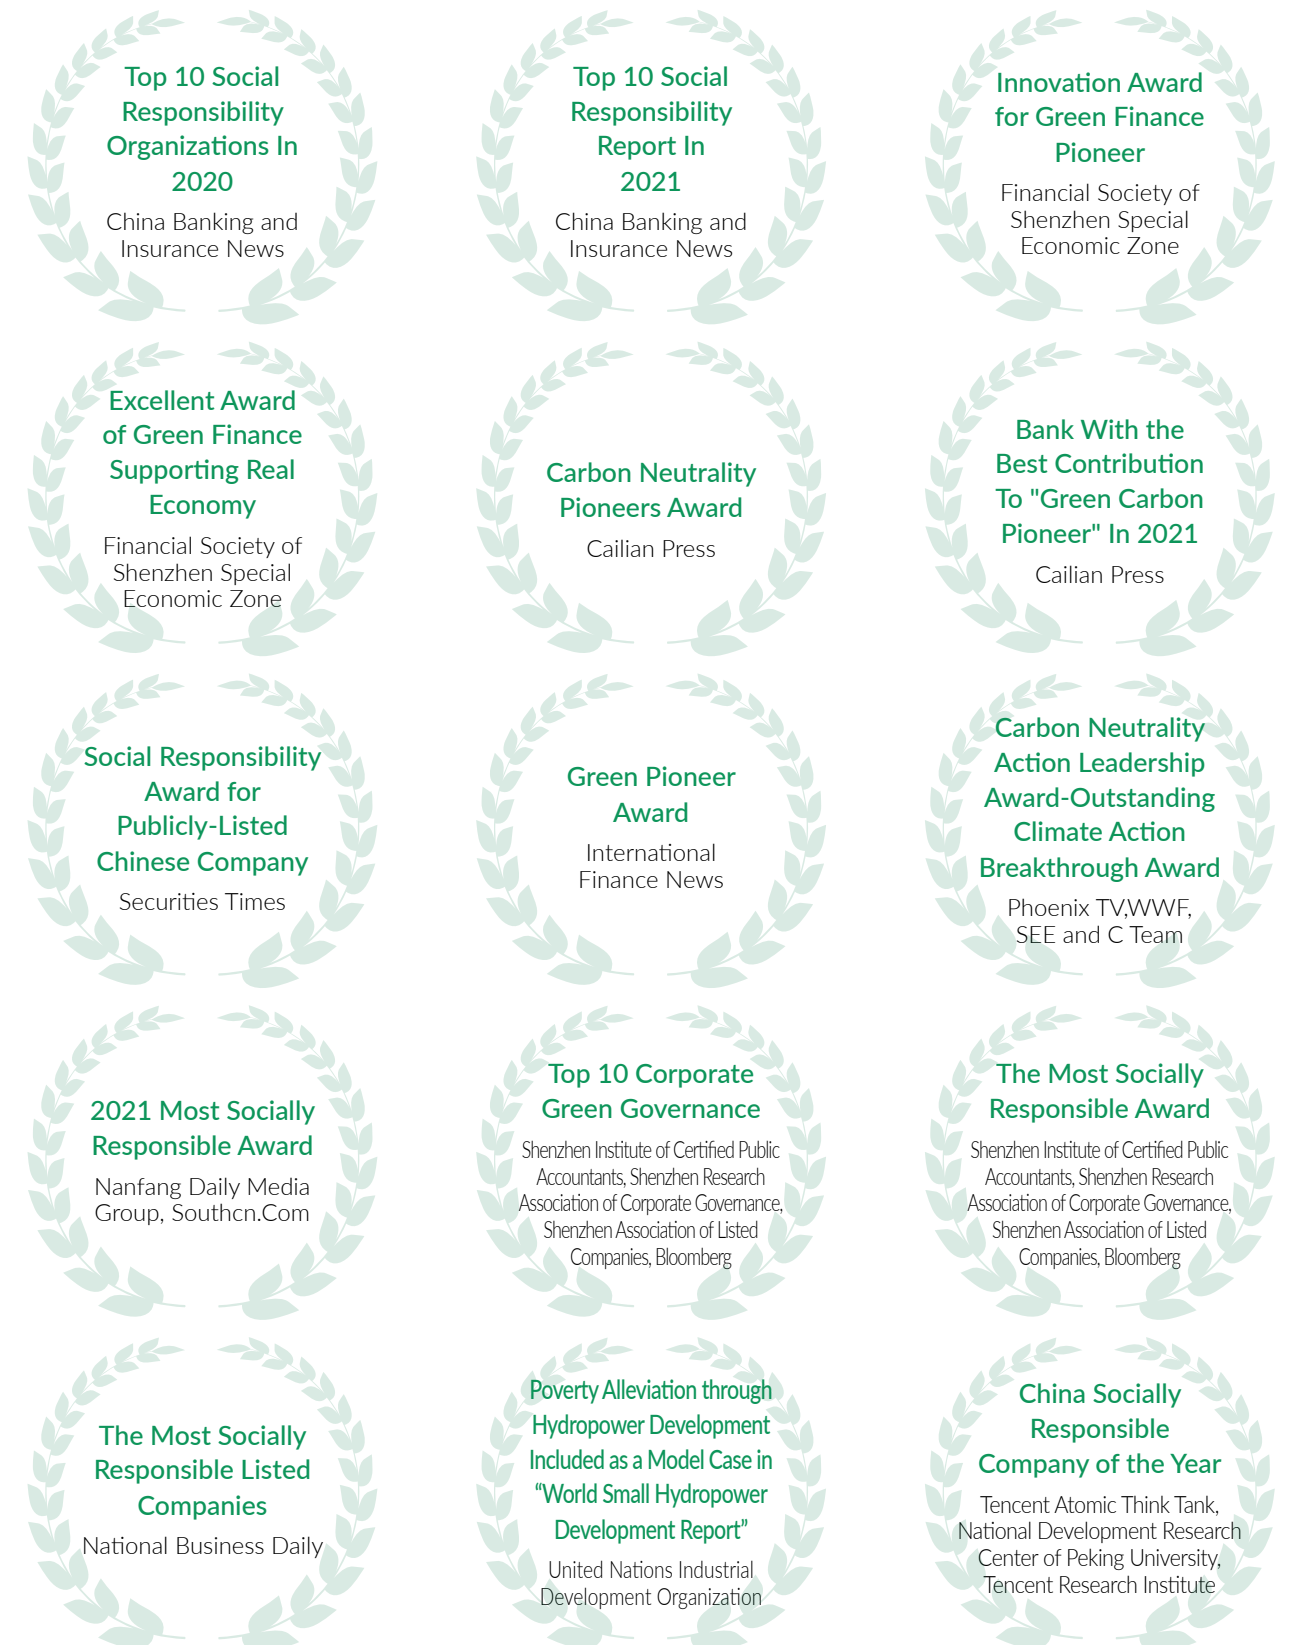 Top 10 Social
Responsibility
Organizations In
2020
China Banking and
Insurance News
Top 10 Social
Responsibility
Report In
2021
China Banking and
Insurance News
Innovation Award
for Green Finance
Pioneer
Financial Society of
Shenzhen Special
Economic Zone
Excellent Award
of Green Finance
Supporting Real
Economy
Financial Society of
Shenzhen Special
Economic Zone
Carbon Neutrality
Pioneers Award
Cailian Press
Bank With the
Best Contribution
To "Green Carbon
Pioneer" In 2021
Cailian Press
Social Responsibility
Award for
Publicly-Listed
Chinese Company
Securities Times
Green Pioneer
Award
International
Finance News
Carbon Neutrality
Action Leadership
Award-Outstanding
Climate Action
Breakthrough Award
Phoenix TV,WWF,
SEE and C Team
2021 Most Socially
Responsible Award
Nanfang Daily Media
Group, Southcn.Com
Top 10 Corporate
Green Governance
Shenzhen Institute of Certified Public
Accountants, Shenzhen Research
Association of Corporate Governance,
Shenzhen Association of Listed
Companies, Bloomberg
The Most Socially
Responsible Award
Shenzhen Institute of Certified Public
Accountants, Shenzhen Research
Association of Corporate Governance,
Shenzhen Association of Listed
Companies, Bloomberg
The Most Socially
Responsible Listed
Companies
National Business Daily
Poverty Alleviation through
Hydropower Development
Included as a Model Case in
“World Small Hydropower
Development Report”
United Nations Industrial
Development Organization
China Socially
Responsible
Company of the Year
Tencent Atomic Think Tank,
National Development Research
Center of Peking University,
Tencent Research Institute